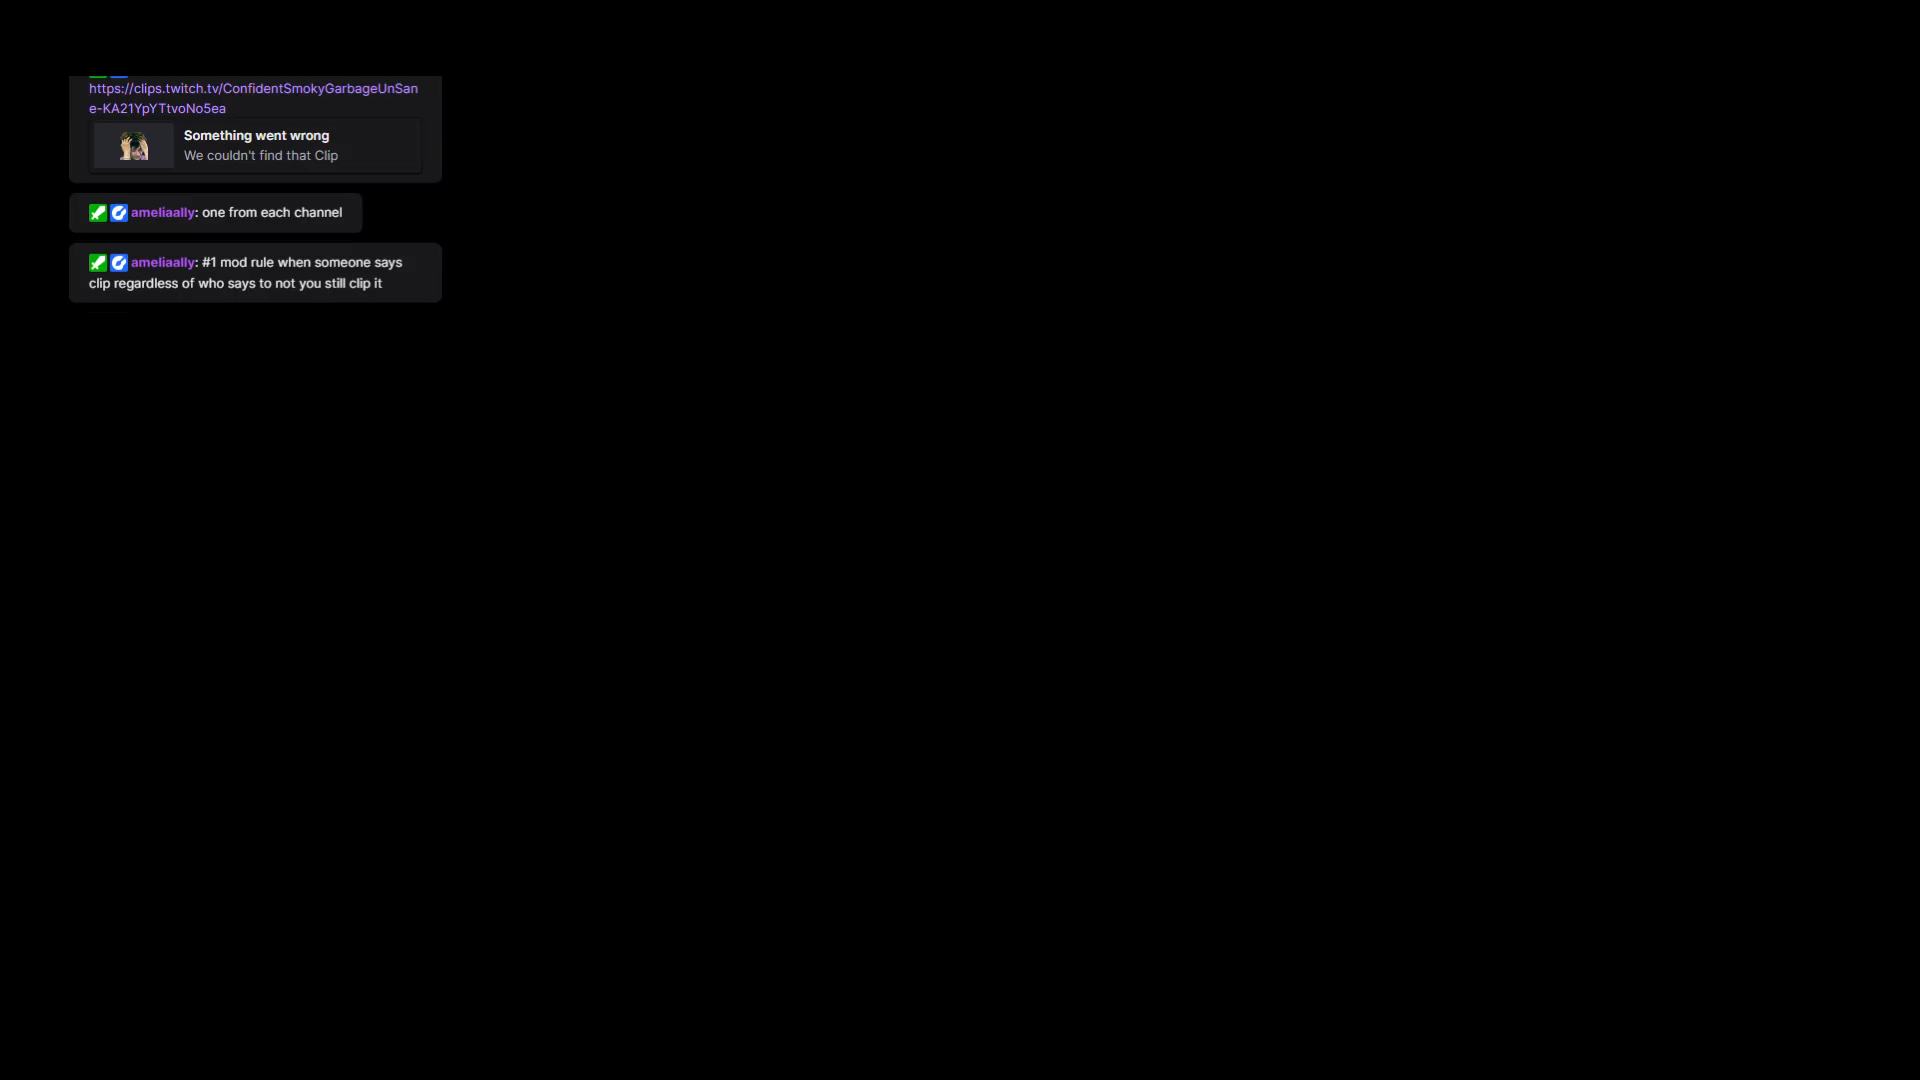 https://clips.twitch.tv/ConfidentSmokyGarbageUnSan
e-KA21YpYTtvoNo5ea
Something went wrong
We couldn't find that Clip
ameliaally: one from each channel
ameliaally: #1 mod rule when someone says
clip regardless of who says to not you still clip it